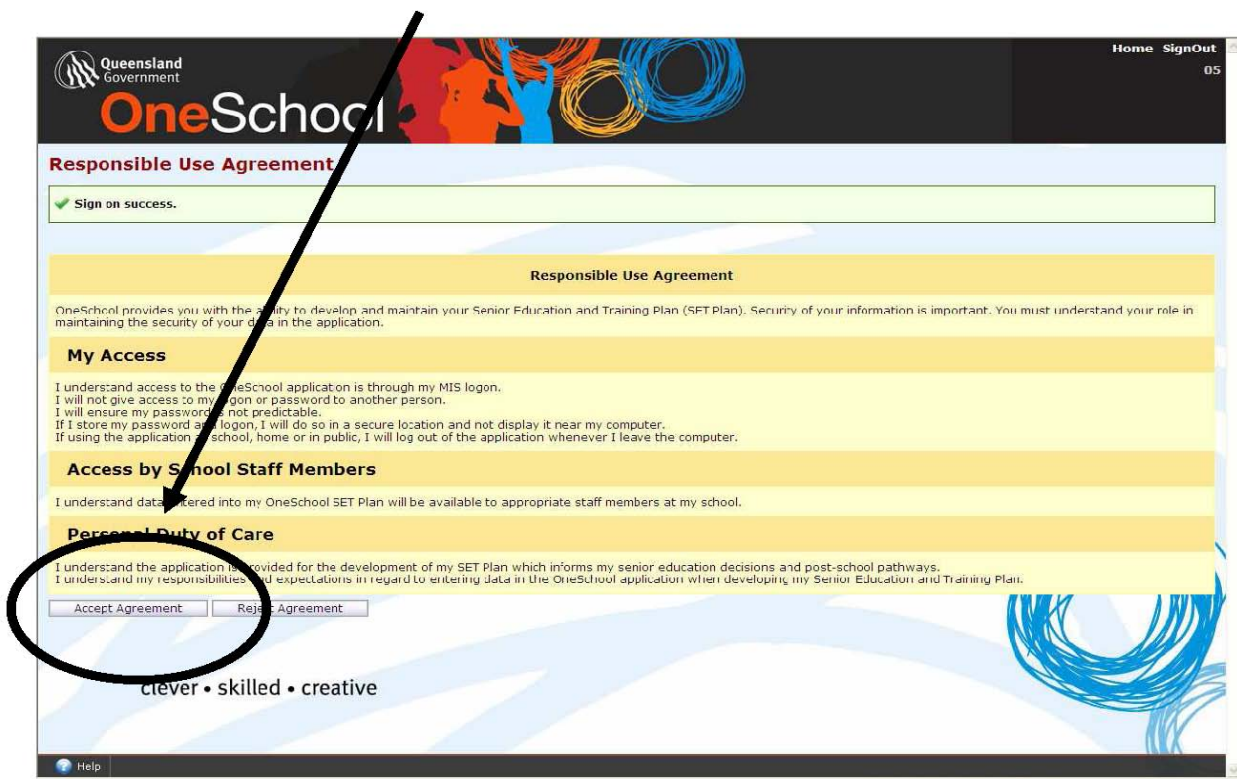 Queensland
Government
OneSchool
Home SignOut
05
Responsible Use Agreement
Sign on success.
Responsible Use Agreement
OneSchool provides you with the ability to develop and maintain your Senior Education and Training Plan (SET Plan). Security of your information is important. You must understand your role in
maintaining the security of your data in the application.
My Access
I understand access to the OneSchool application is through my MIS logon.
I will not give access to my logon or password to another person.
I will ensure my password is not predictable.
If I store my password and logon, I will do so in a secure location and not display it near my computer.
If using the application at school, home or in public, I will log out of the application whenever I leave the computer.
Access by School Staff Members
I understand data entered into my OneSchool SET Plan will be available to appropriate staff members at my school.
Personal Duty of Care
I understand the application is provided for the development of my SET Plan which informs my senior education decisions and post-school pathways.
I understand my responsibilities and expectations in regard to entering data in the OneSchool application when developing my Senior Education and Training Plan.
Accept Agreement
Reject Agreement
clever • skilled • creative
Help